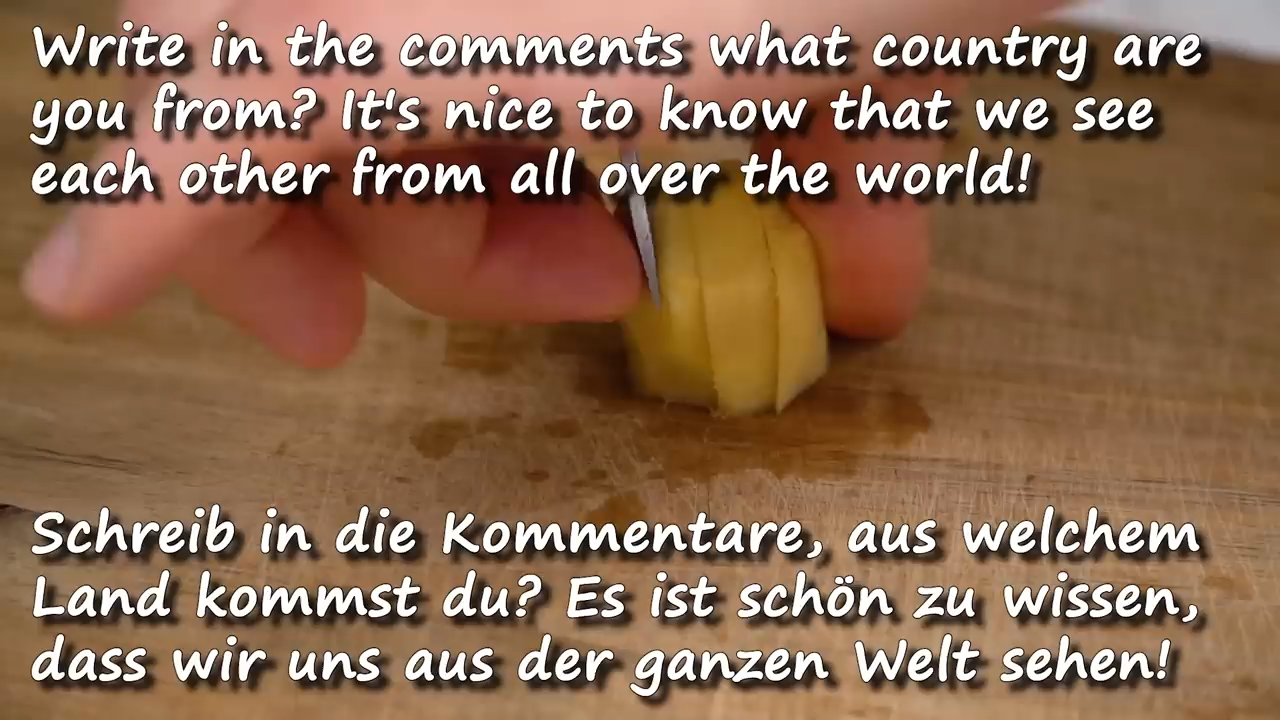 Write in the comments what country are
you from? It's nice to know that we see
each other from all over the world!
Schreib in die Kommentare, aus welchem
Land kommst du? Es ist schön zu wissen,
dass wir uns aus der ganzen Welt sehen!